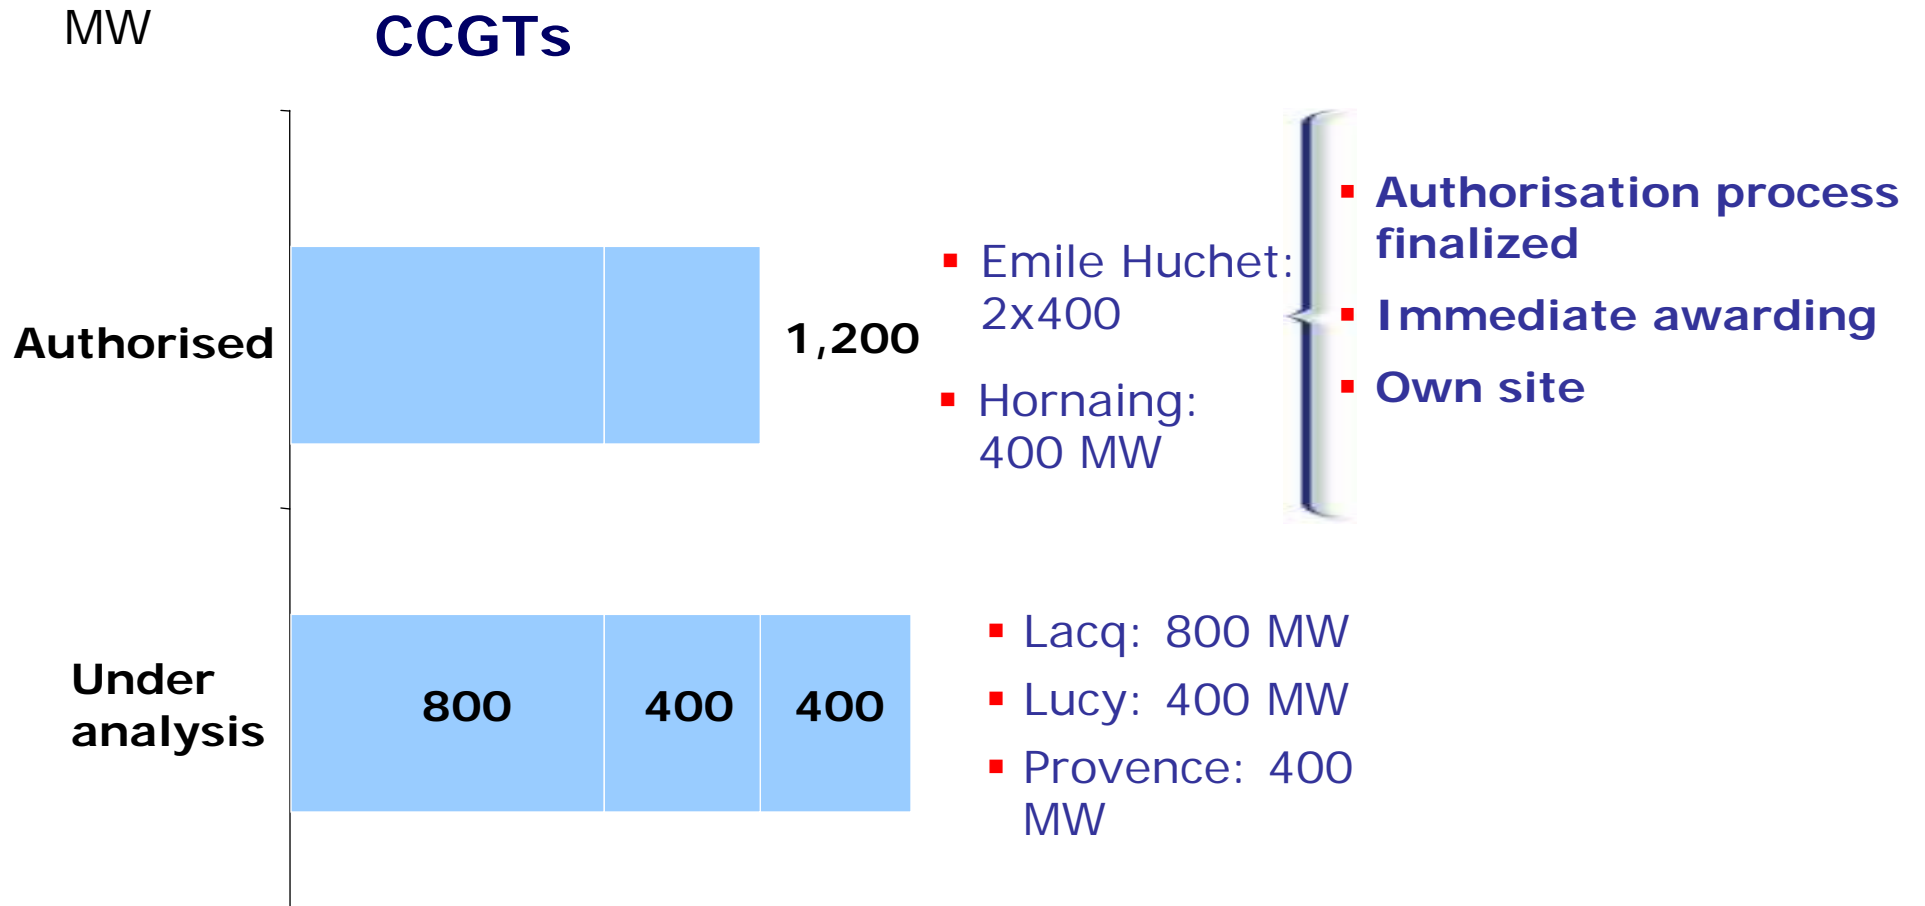 MW
CCGTs
Authorised
1,200
▪ Emile Huchet:
2x400
▪ Hornaing:
400 MW
▪ Authorisation process
finalized
▪ Immediate awarding
▪ Own site
Under
analysis
800 400 400
▪ Lacq: 800 MW
▪ Lucy: 400 MW
▪ Provence: 400
MW